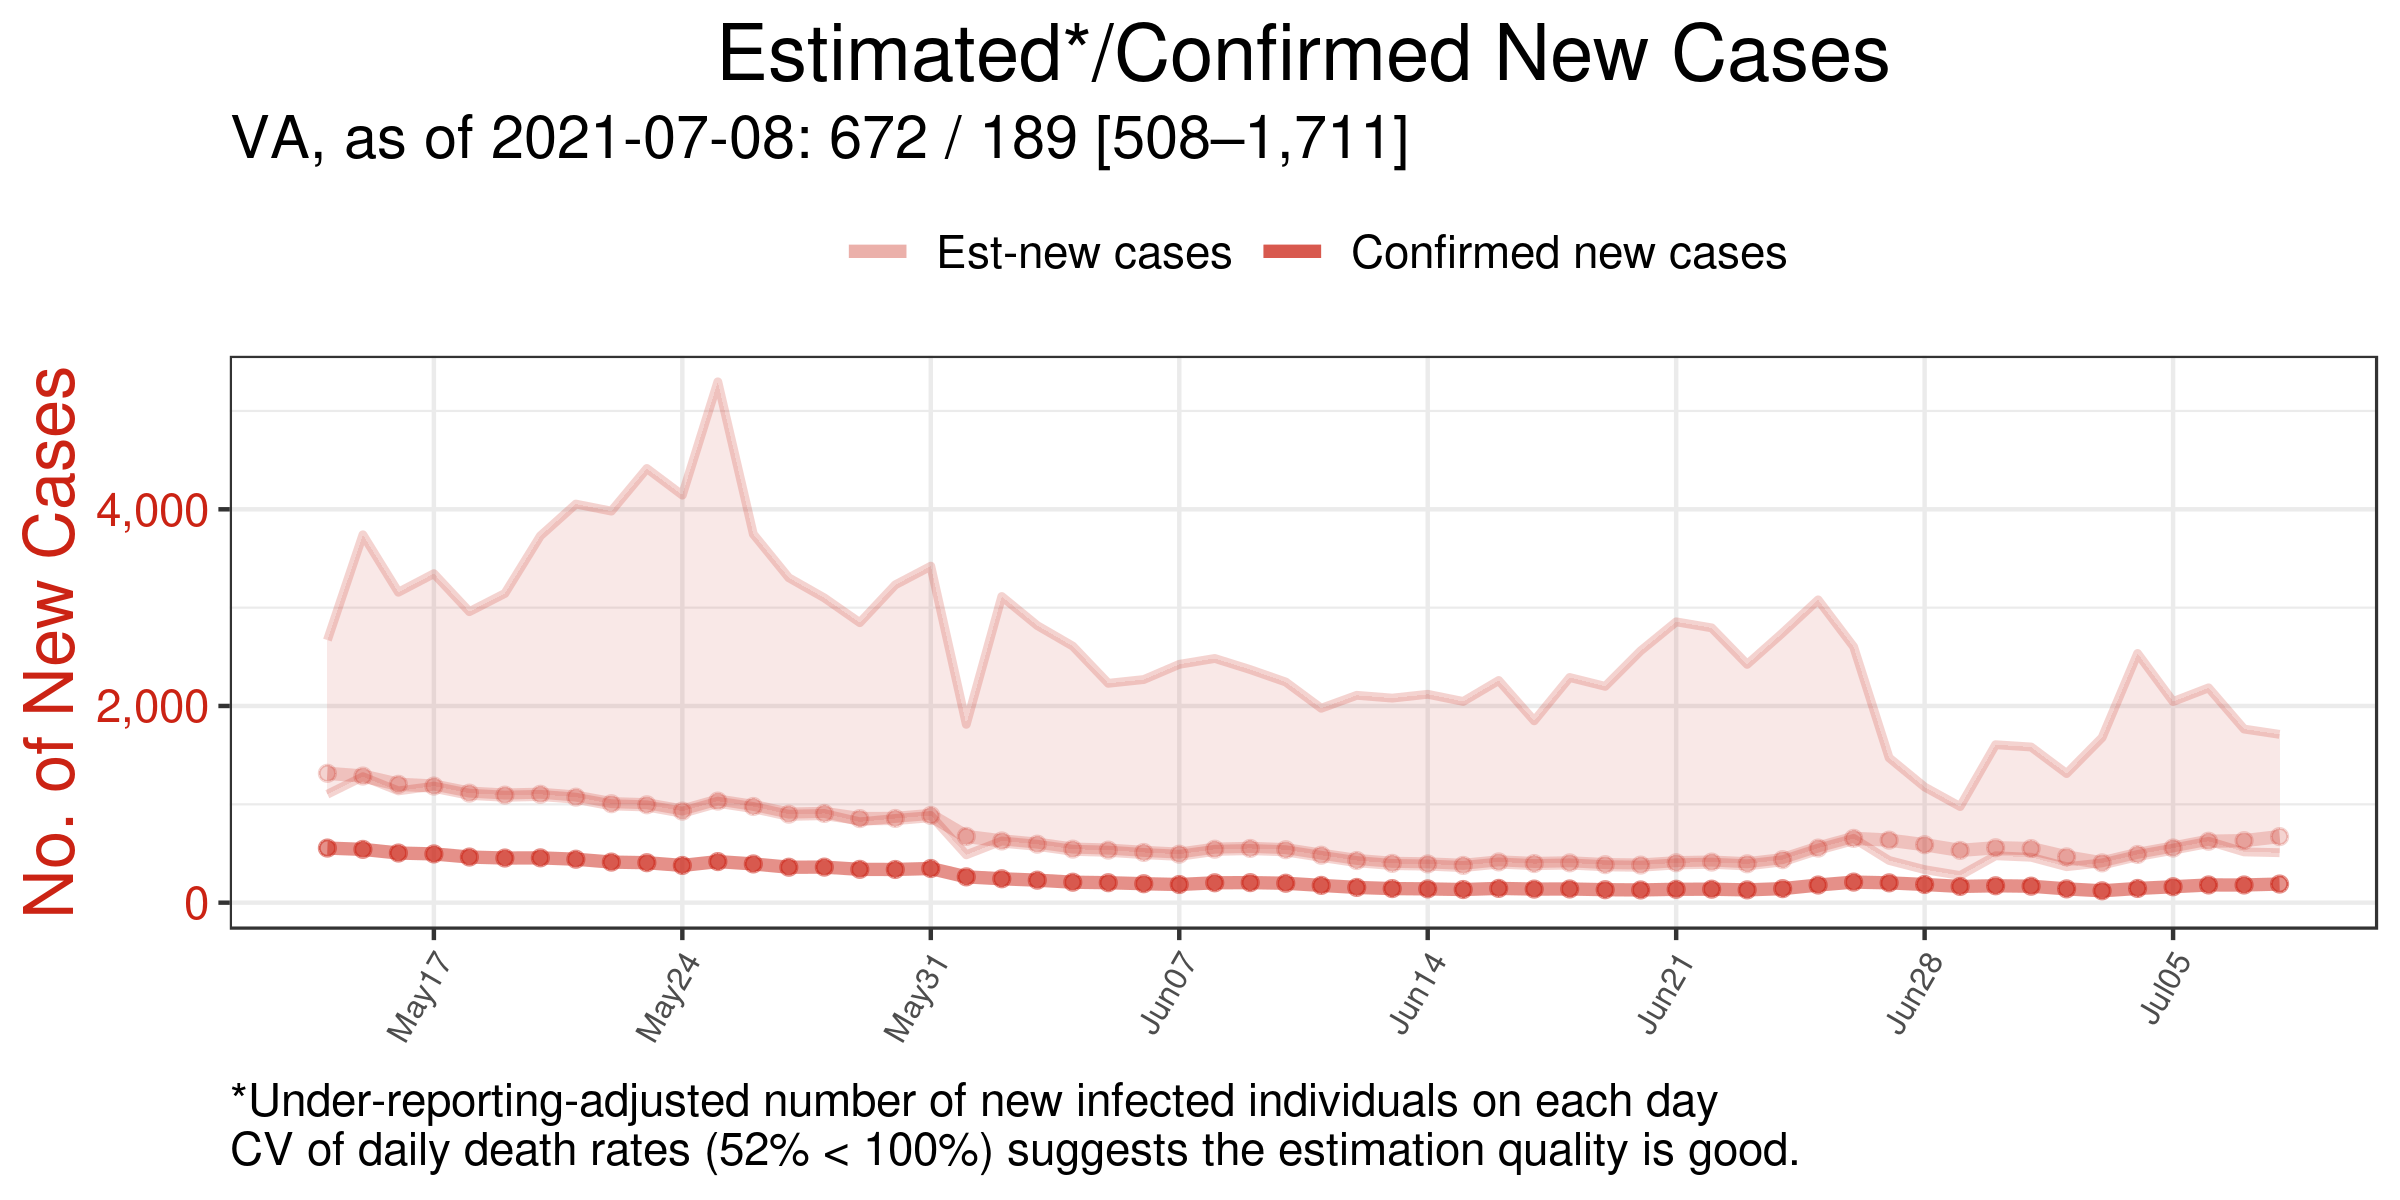 Estimated*/Confirmed New Cases
VA, as of 2021-07-08: 672 / 189 [508–1,711]
Est-new cases
Confirmed new cases
No. of New Cases
4,000
2,000
0
May17
May24
May31
Jun07
Jun14
Jun21
Jun28
Jul05
*Under-reporting-adjusted number of new infected individuals on each day
CV of daily death rates (52% < 100%) suggests the estimation quality is good.